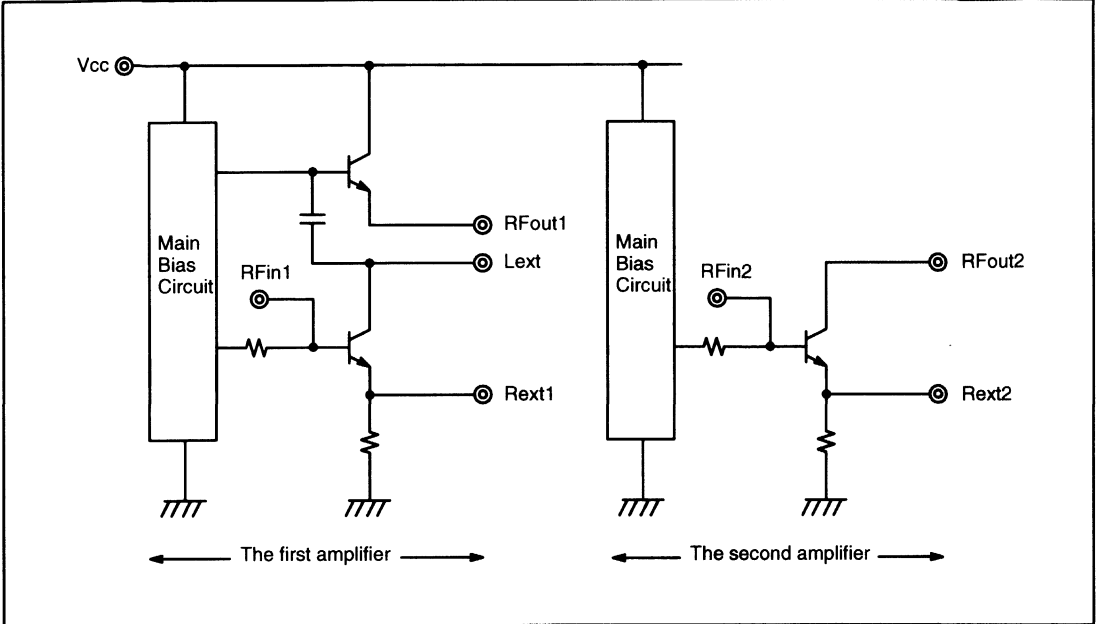 Vcc
RFout1
Main
Bias
Circuit
RFin1
Lext
Rext1
Main
Bias
Circuit
RFin2
RFout2
Rext2
The first amplifier
The second amplifier